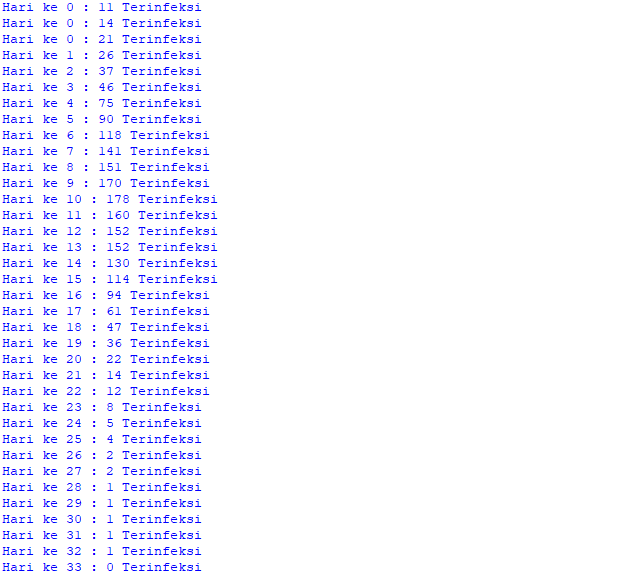 Hari ke 0 : 11 Terinfeksi
Hari ke 0 : 14 Terinfeksi
Hari ke 0 : 21 Terinfeksi
Hari ke 1 : 26 Terinfeksi
Hari ke 2 : 37 Terinfeksi
Hari ke 3 : 46 Terinfeksi
Hari ke 4 : 75 Terinfeksi
Hari ke 5 : 90 Terinfeksi
Hari ke 6 : 118 Terinfeksi
Hari ke 7 : 141 Terinfeksi
Hari ke 8 : 151 Terinfeksi
Hari ke 9 : 170 Terinfeksi
Hari ke 10 : 178 Terinfeksi
Hari ke 11 : 160 Terinfeksi
Hari ke 12 : 152 Terinfeksi
Hari ke 13 : 152 Terinfeksi
Hari ke 14 : 130 Terinfeksi
Hari ke 15 : 114 Terinfeksi
Hari ke 16 : 94 Terinfeksi
Hari ke 17 : 61 Terinfeksi
Hari ke 18 : 47 Terinfeksi
Hari ke 19 : 36 Terinfeksi
Hari ke 20 : 22 Terinfeksi
Hari ke 21 : 14 Terinfeksi
Hari ke 22 : 12 Terinfeksi
Hari ke 23 : 8 Terinfeksi
Hari ke 24 : 5 Terinfeksi
Hari ke 25 : 4 Terinfeksi
Hari ke 26 : 2 Terinfeksi
Hari ke 27 : 2 Terinfeksi
Hari ke 28 : 1 Terinfeksi
Hari ke 29 : 1 Terinfeksi
Hari ke 30 : 1 Terinfeksi
Hari ke 31 : 1 Terinfeksi
Hari ke 32 : 1 Terinfeksi
Hari ke 33 : 0 Terinfeksi